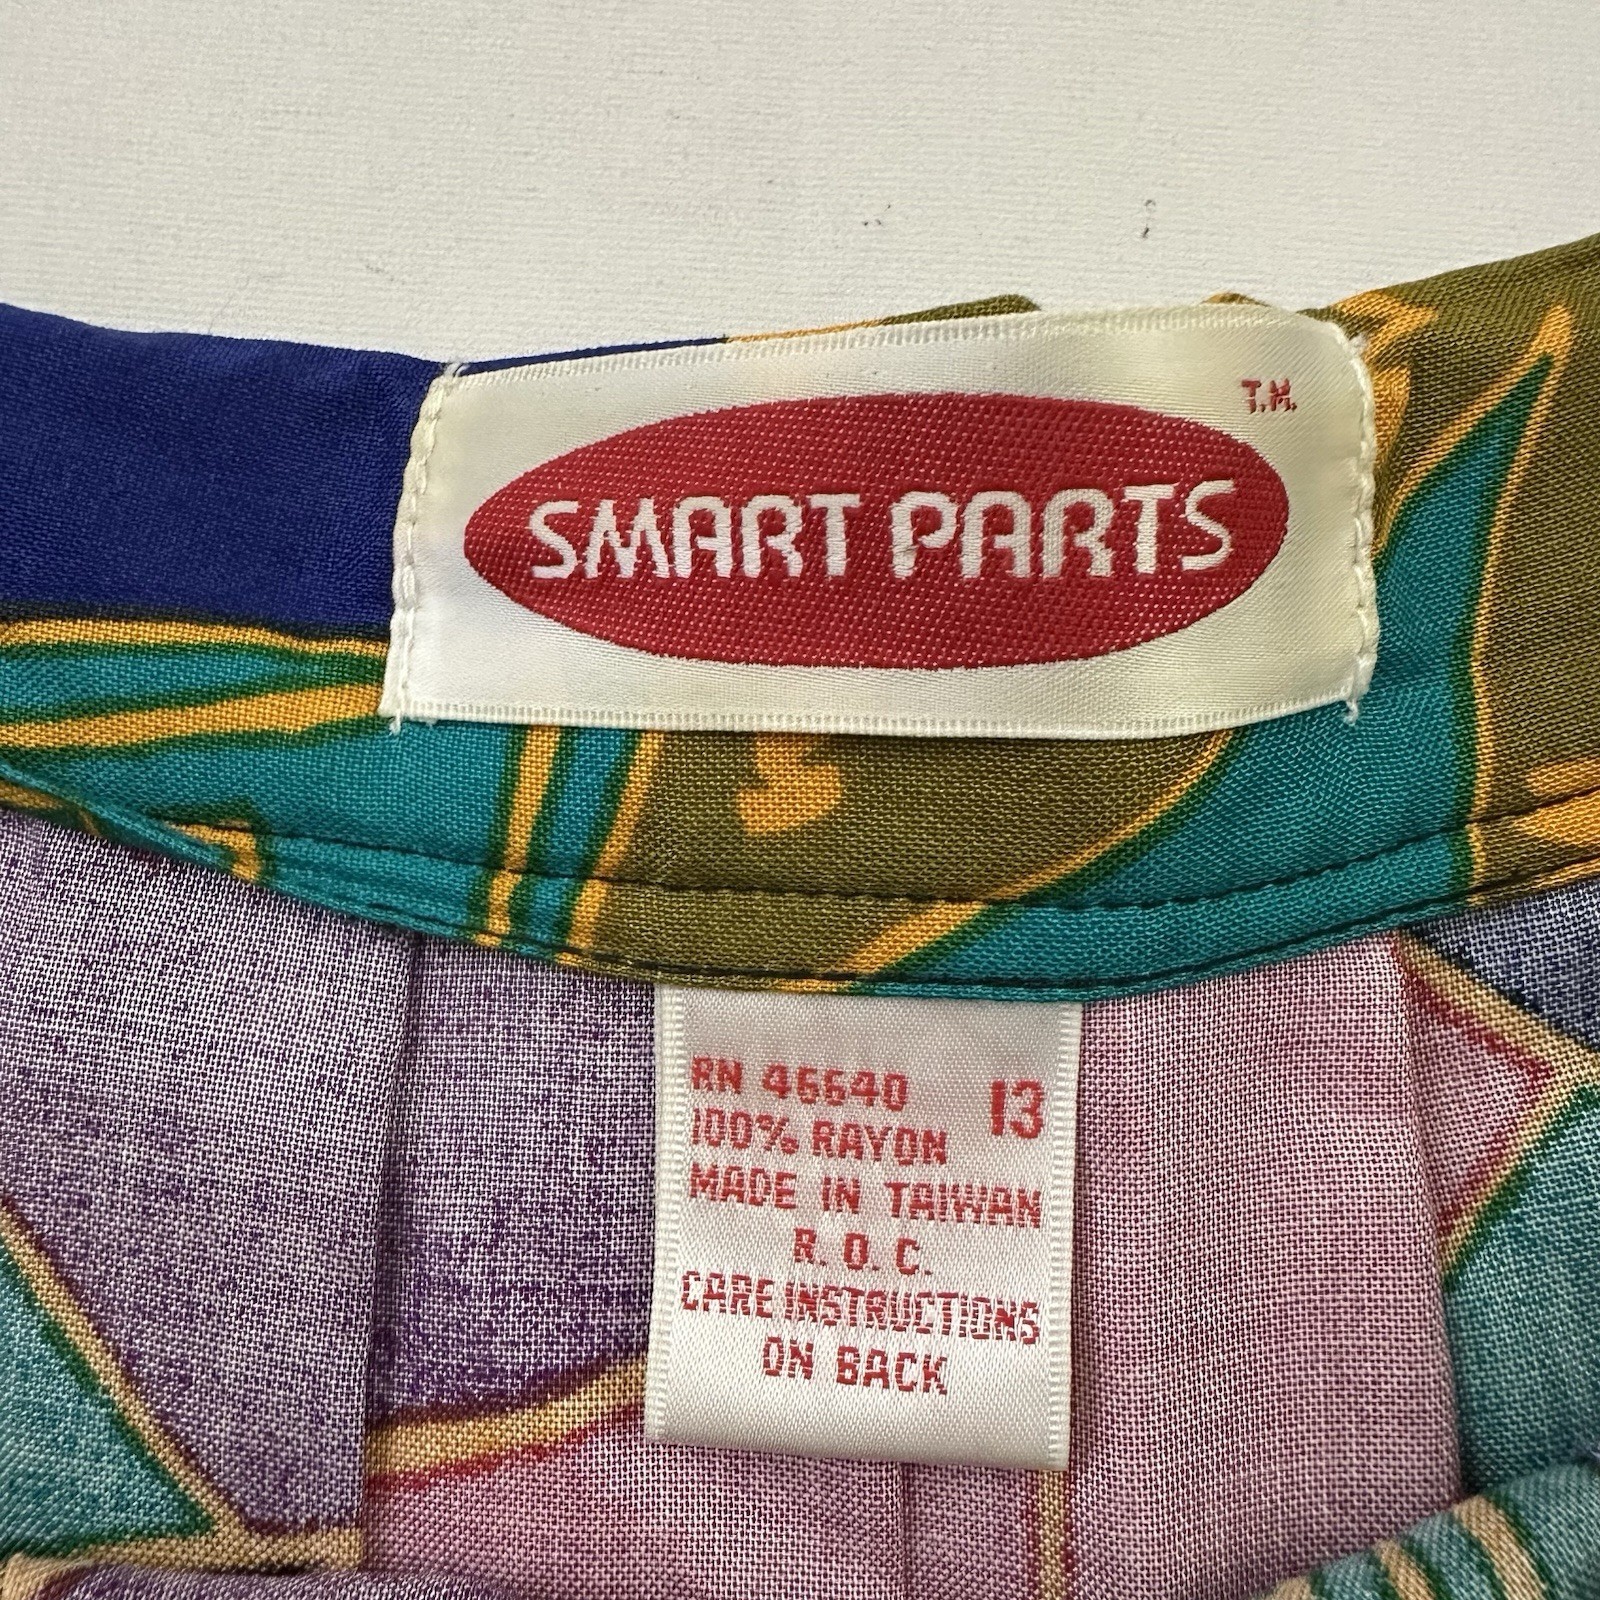 T.M.
SMART PARTS
RN 46640 13
100% RAYON
MADE IN TAIWAN
R.O.C.
CARE INSTRUCTIONS
ON BACK